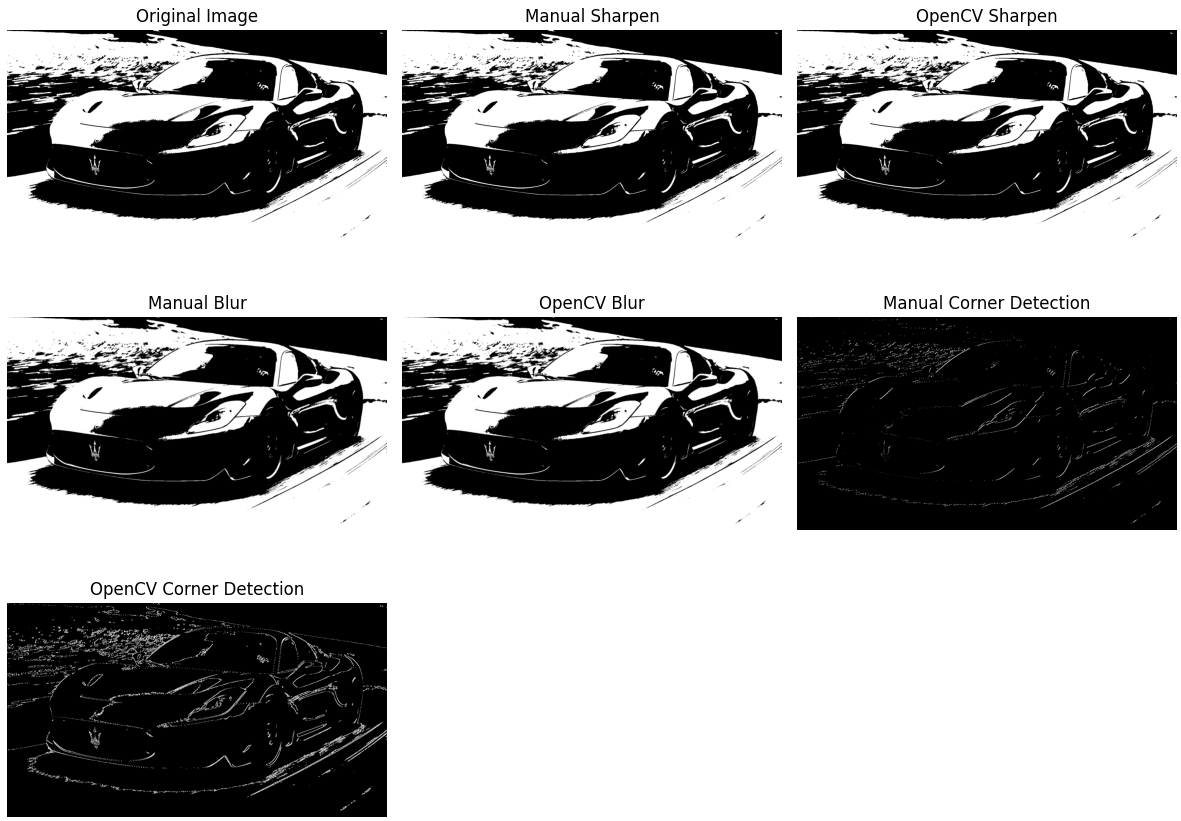 Original Image
Manual Sharpen
OpenCV Sharpen
Manual Blur
OpenCV Blur
Manual Corner Detection
OpenCV Corner Detection